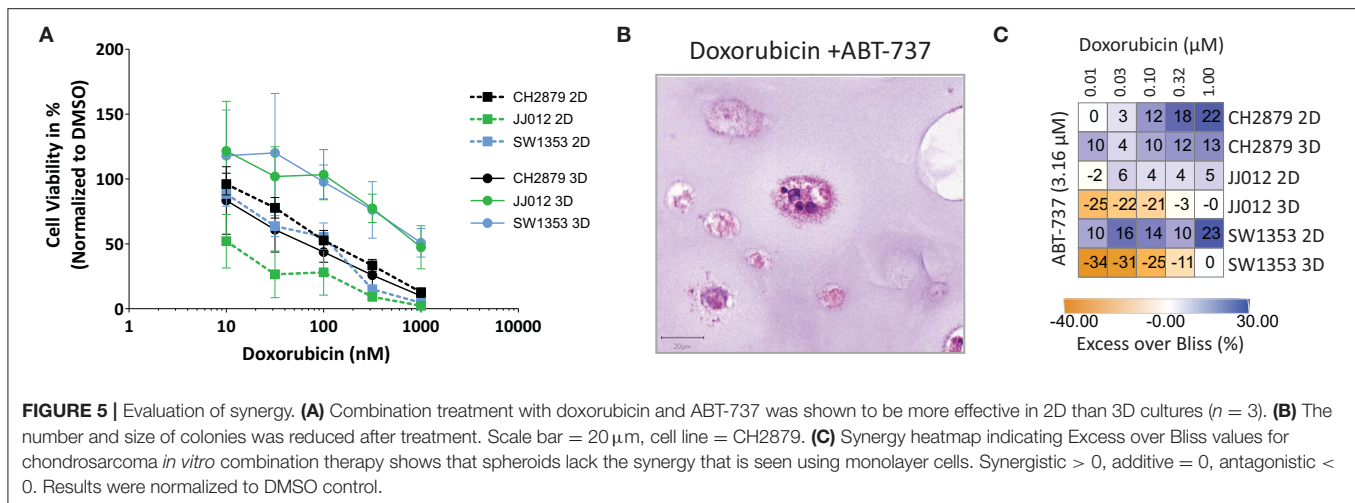 A
B
C
200
150
100
50
0
Cell Viability in %
(Normalized to DMSO)
1
10
100
1000
10000
Doxorubicin (nM)
CH2879 2D
JJ012 2D
SW1353 2D
CH2879 3D
JJ012 3D
SW1353 3D
Doxorubicin +ABT-737
20μm
Doxorubicin (μM)
0.01 0.03 0.10 0.32 1.00
ABT-737 (3.16 μM)
0 3 12 18 22 CH2879 2D
10 4 10 12 13 CH2879 3D
-2 6 4 4 5 JJ012 2D
-25 -22 -21 -3 -0 JJ012 3D
10 16 14 10 23 SW1353 2D
-34 -31 -25 -11 0 SW1353 3D
-40.00 -0.00 30.00
Excess over Bliss (%)
FIGURE 5 | Evaluation of synergy. (A) Combination treatment with doxorubicin and ABT-737 was shown to be more effective in 2D than 3D cultures (n = 3). (B) The
number and size of colonies was reduced after treatment. Scale bar = 20 μm, cell line = CH2879. (C) Synergy heatmap indicating Excess over Bliss values for
chondrosarcoma in vitro combination therapy shows that spheroids lack the synergy that is seen using monolayer cells. Synergistic > 0, additive = 0, antagonistic <
0. Results were normalized to DMSO control.